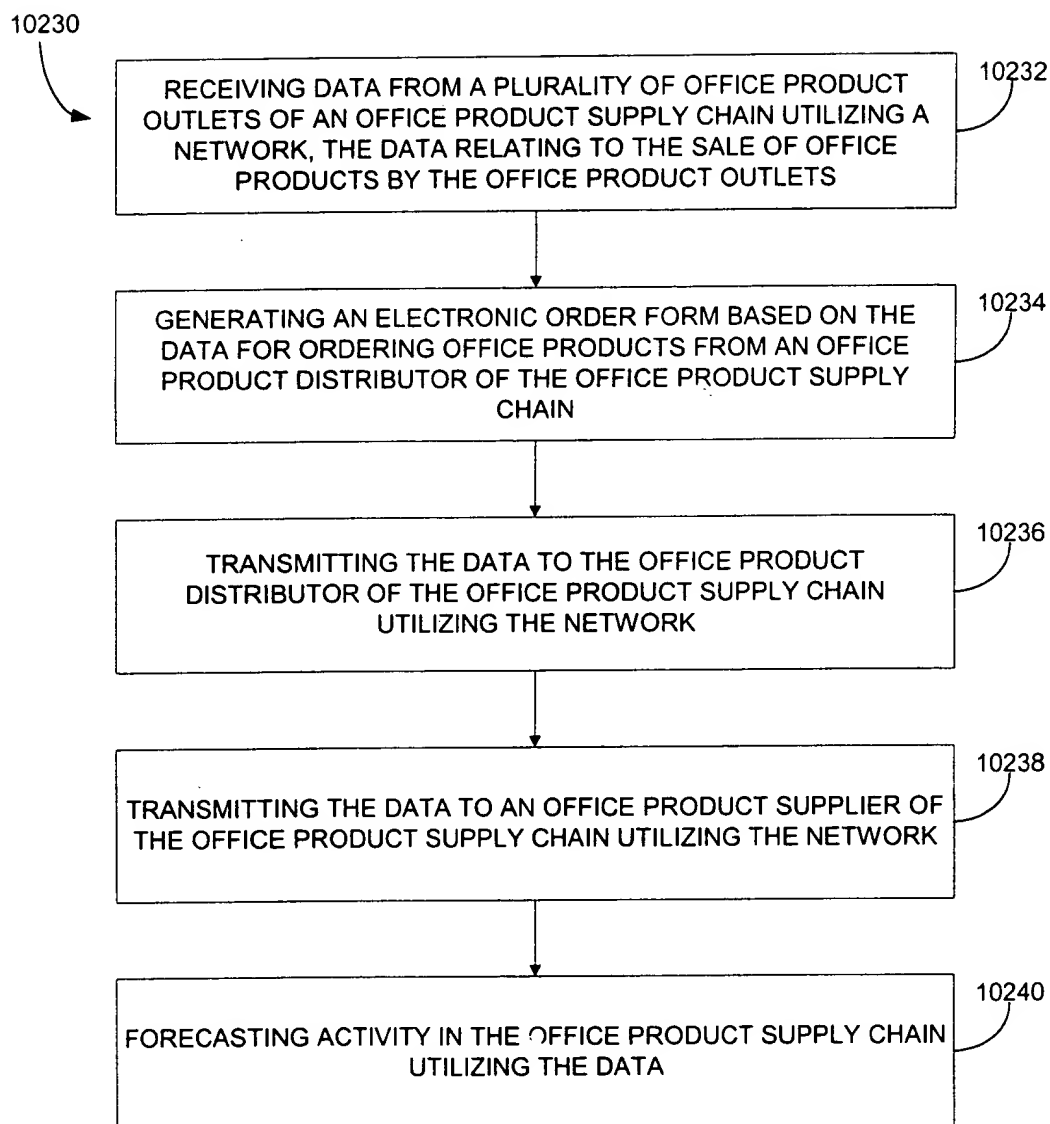 10230
10232
RECEIVING DATA FROM A PLURALITY OF OFFICE PRODUCT
OUTLETS OF AN OFFICE PRODUCT SUPPLY CHAIN UTILIZING A
NETWORK, THE DATA RELATING TO THE SALE OF OFFICE
PRODUCTS BY THE OFFICE PRODUCT OUTLETS
10234
GENERATING AN ELECTRONIC ORDER FORM BASED ON THE
DATA FOR ORDERING OFFICE PRODUCTS FROM AN OFFICE
PRODUCT DISTRIBUTOR OF THE OFFICE PRODUCT SUPPLY
CHAIN
10236
TRANSMITTING THE DATA TO THE OFFICE PRODUCT
DISTRIBUTOR OF THE OFFICE PRODUCT SUPPLY CHAIN
UTILIZING THE NETWORK
10238
TRANSMITTING THE DATA TO AN OFFICE PRODUCT SUPPLIER OF
THE OFFICE PRODUCT SUPPLY CHAIN UTILIZING THE NETWORK
10240
FORECASTING ACTIVITY IN THE OFFICE PRODUCT SUPPLY CHAIN
UTILIZING THE DATA